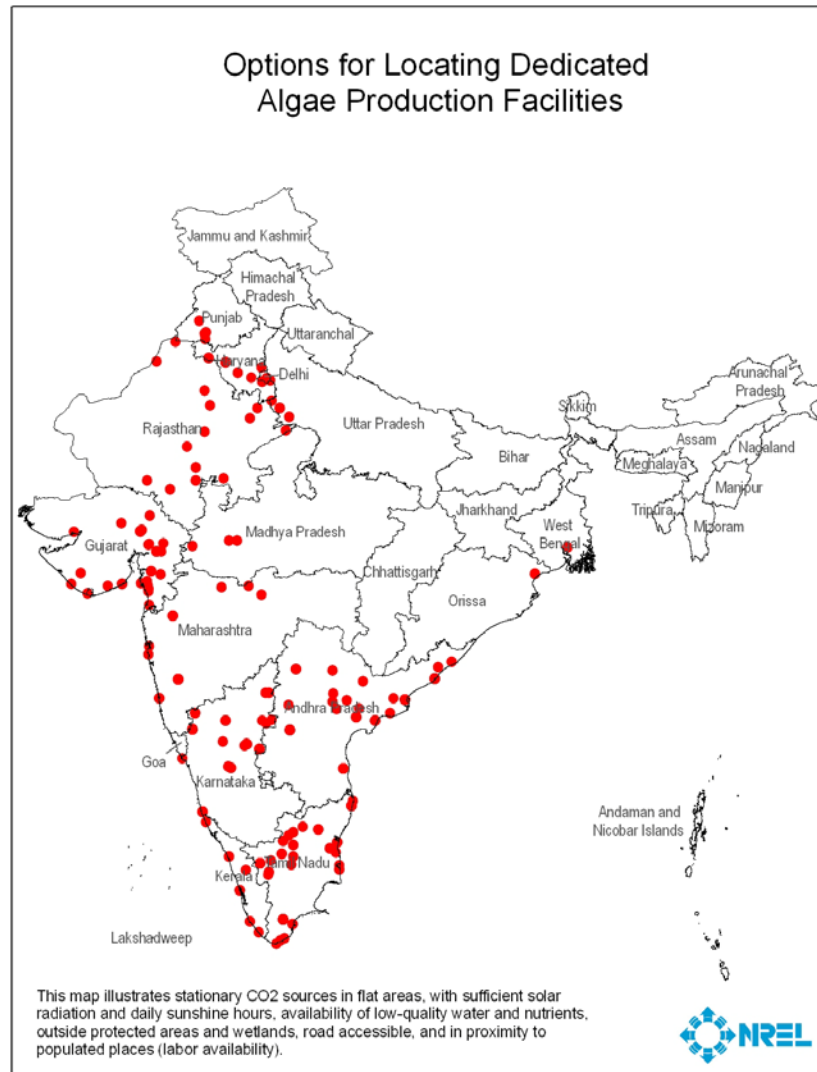 Options for Locating Dedicated
Algae Production Facilities
Jammu and Kashmir
Himachal
Pradesh
Punjab
Uttaranchal
Haryana
Delhi
Arunachal
Pradesh
Sikkim
Rajasthan
Uttar Pradesh
Assam
Nagaland
Bihar
Meghalaya
Manipur
Jharkhand
Tripura
Mizoram
West
Bengal
Madhya Pradesh
Gujarat
Chhattisgarh
Orissa
Maharashtra
Andhra Pradesh
Goa
Karnataka
Andaman and
Nicobar Islands
Tamil Nadu
Kerala
Lakshadweep
This map illustrates stationary CO2 sources in flat areas, with sufficient solar
radiation and daily sunshine hours, availability of low-quality water and nutrients,
outside protected areas and wetlands, road accessible, and in proximity to
populated places (labor availability).
NREL